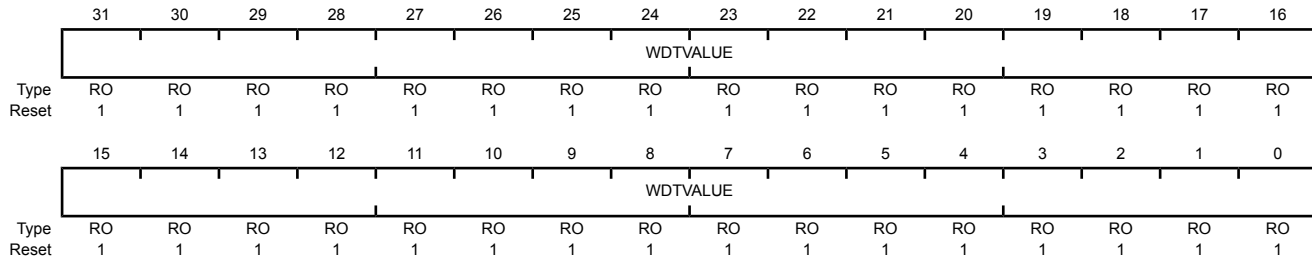 31 30 29 28 27 26 25 24 23 22 21 20 19 18 17 16
WDTVALUE
Type RO RO RO RO RO RO RO RO RO RO RO RO RO RO RO RO
Reset 1 1 1 1 1 1 1 1 1 1 1 1 1 1 1 1
15 14 13 12 11 10 9 8 7 6 5 4 3 2 1 0
WDTVALUE
Type RO RO RO RO RO RO RO RO RO RO RO RO RO RO RO RO
Reset 1 1 1 1 1 1 1 1 1 1 1 1 1 1 1 1